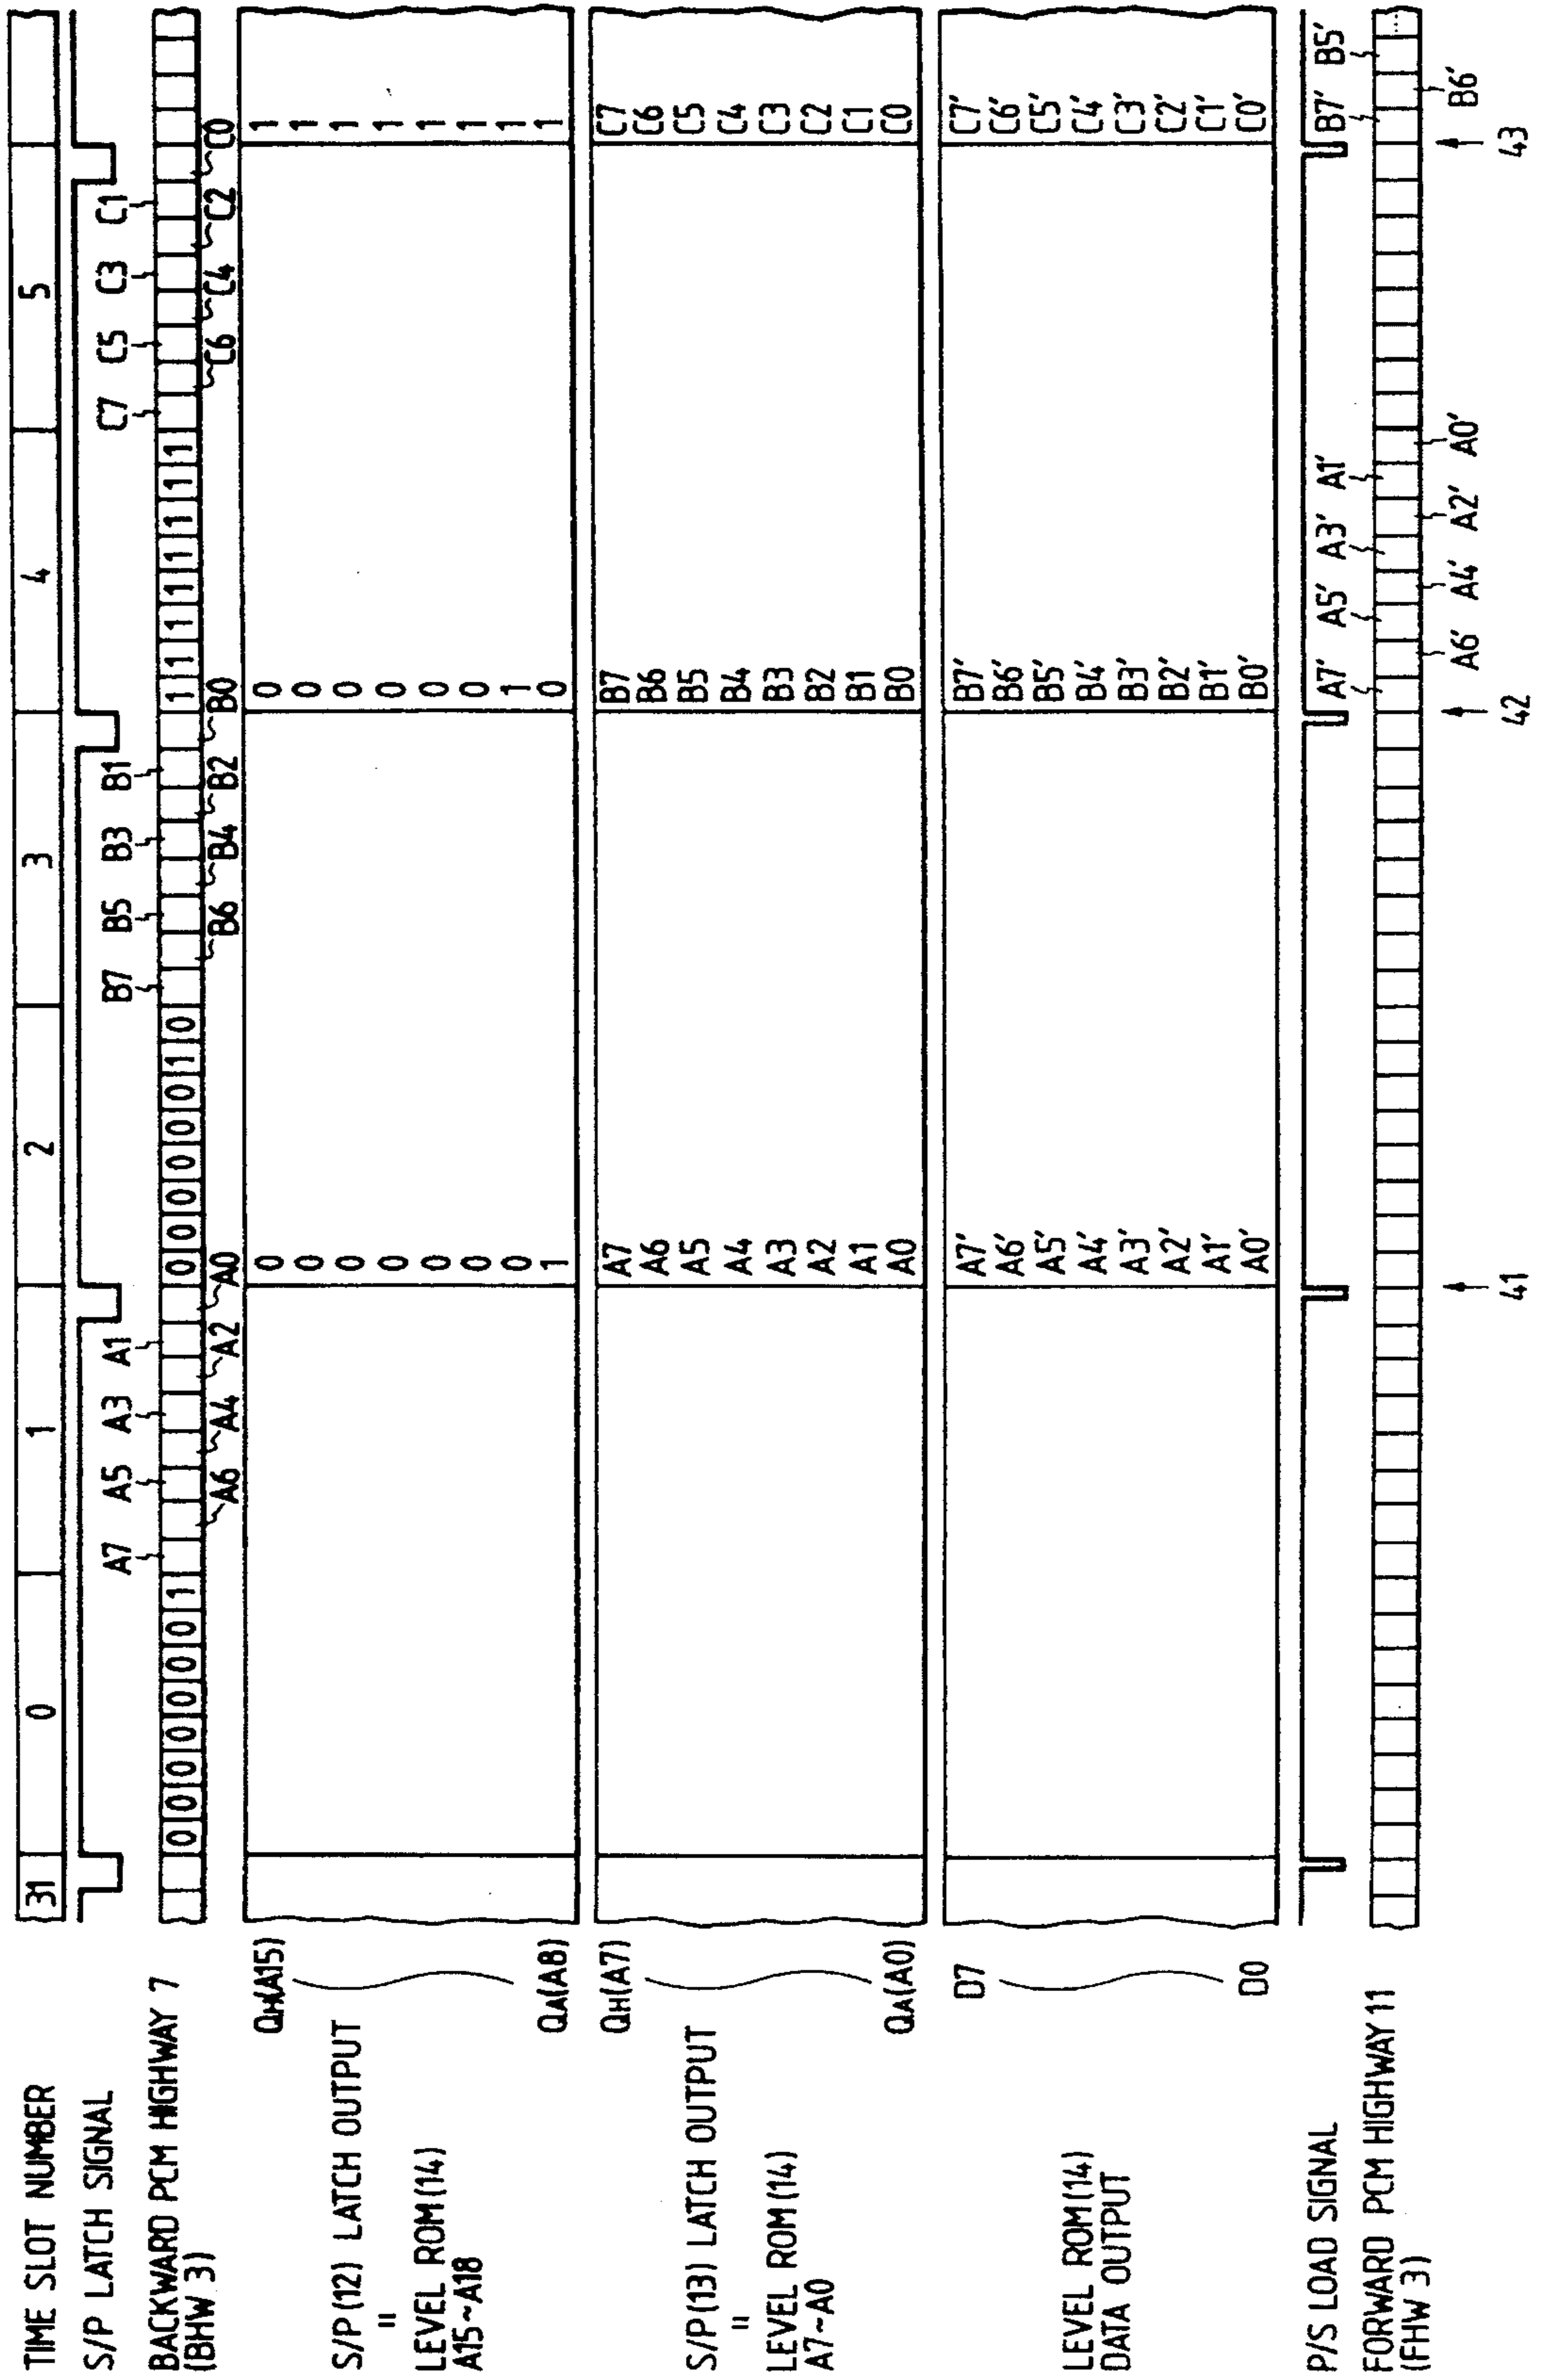 TIME SLOT NUMBER
31 0 1 2 3 4 5
S/P LATCH SIGNAL
A7 A5 A3 A1 B7 B5 B3 B1 C7 C5 C3 C1
BACKWARD PCM HIGHWAY 7
(BHW 3)
0 0 0 0 0 0 0 1 0 0 0 0 0 0 1 0 1 1 1 1 1 1 1 1
A6 A4 A2 A0 B6 B4 B2 B0 C6 C4 C2 C0
S/P (12) LATCH OUTPUT
=
LEVEL ROM (14)
A15~A18
QH(A15)
QA(A8)
0 0 1
0 0 1
0 0 1
0 0 1
0 0 1
0 0 1
0 1 1
1 0 1
S/P (13) LATCH OUTPUT
=
LEVEL ROM (14)
A7~A0
QH(A7)
QA(A0)
A7 B7 C7
A6 B6 C6
A5 B5 C5
A4 B4 C4
A3 B3 C3
A2 B2 C2
A1 B1 C1
A0 B0 C0
LEVEL ROM (14)
DATA OUTPUT
D7
D0
A7' B7' C7'
A6' B6' C6'
A5' B5' C5'
A4' B4' C4'
A3' B3' C3'
A2' B2' C2'
A1' B1' C1'
A0' B0' C0'
P/S LOAD SIGNAL
A7' A5' A3' A1' B7' B5'
FORWARD PCM HIGHWAY 11
(FHW 3)
A6' A4' A2' A0' B6'
41 42 43